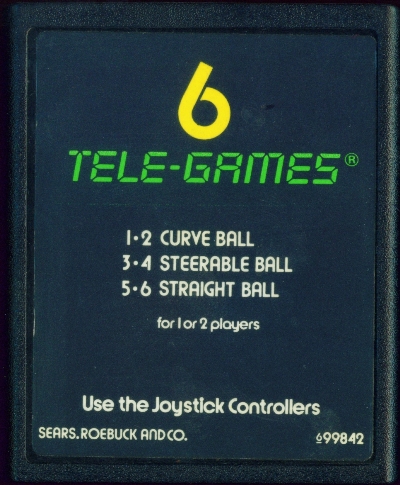 6
TELE-GAMES®
1•2 CURVE BALL
3•4 STEERABLE BALL
5•6 STRAIGHT BALL
for 1 or 2 players
Use the Joystick Controllers
SEARS, ROEBUCK AND CO. 699842